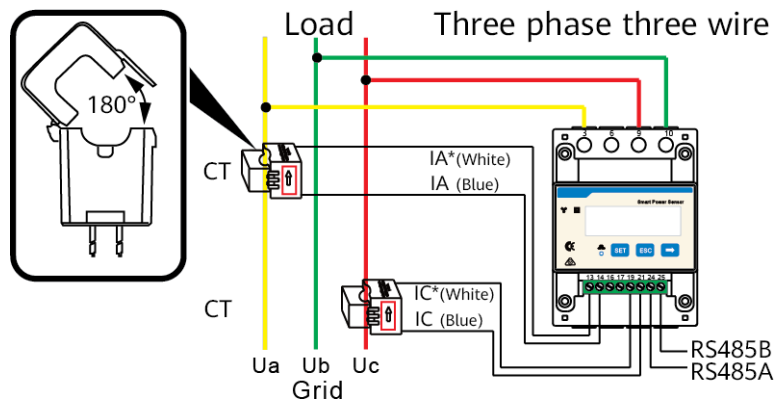 Load
Three phase three wire
180°
3 6 9 10
CT
IA*(White)
IA (Blue)
Smart Power Sensor
SET ESC
13 14 16 17 19 21 24 25
CT
IC*(White)
IC (Blue)
RS485B
RS485A
Ua Ub Uc
Grid